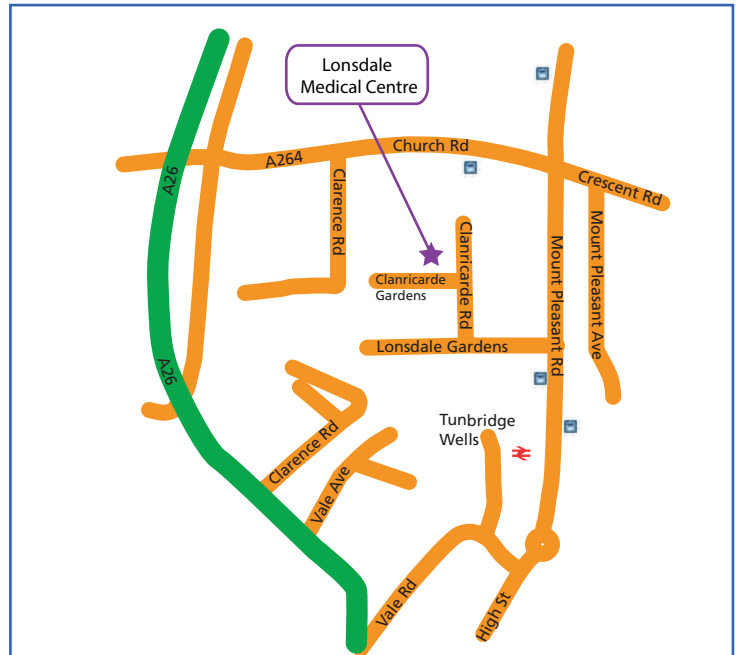 Lonsdale
Medical Centre
A26
A264
Church Rd
Crescent Rd
Clarence Rd
Clanricarde Rd
Mount Pleasant Rd
Mount Pleasant Ave
Clanricarde
Gardens
Lonsdale Gardens
A26
Tunbridge
Wells
Clarence Rd
Vale Ave
Vale Rd
High St